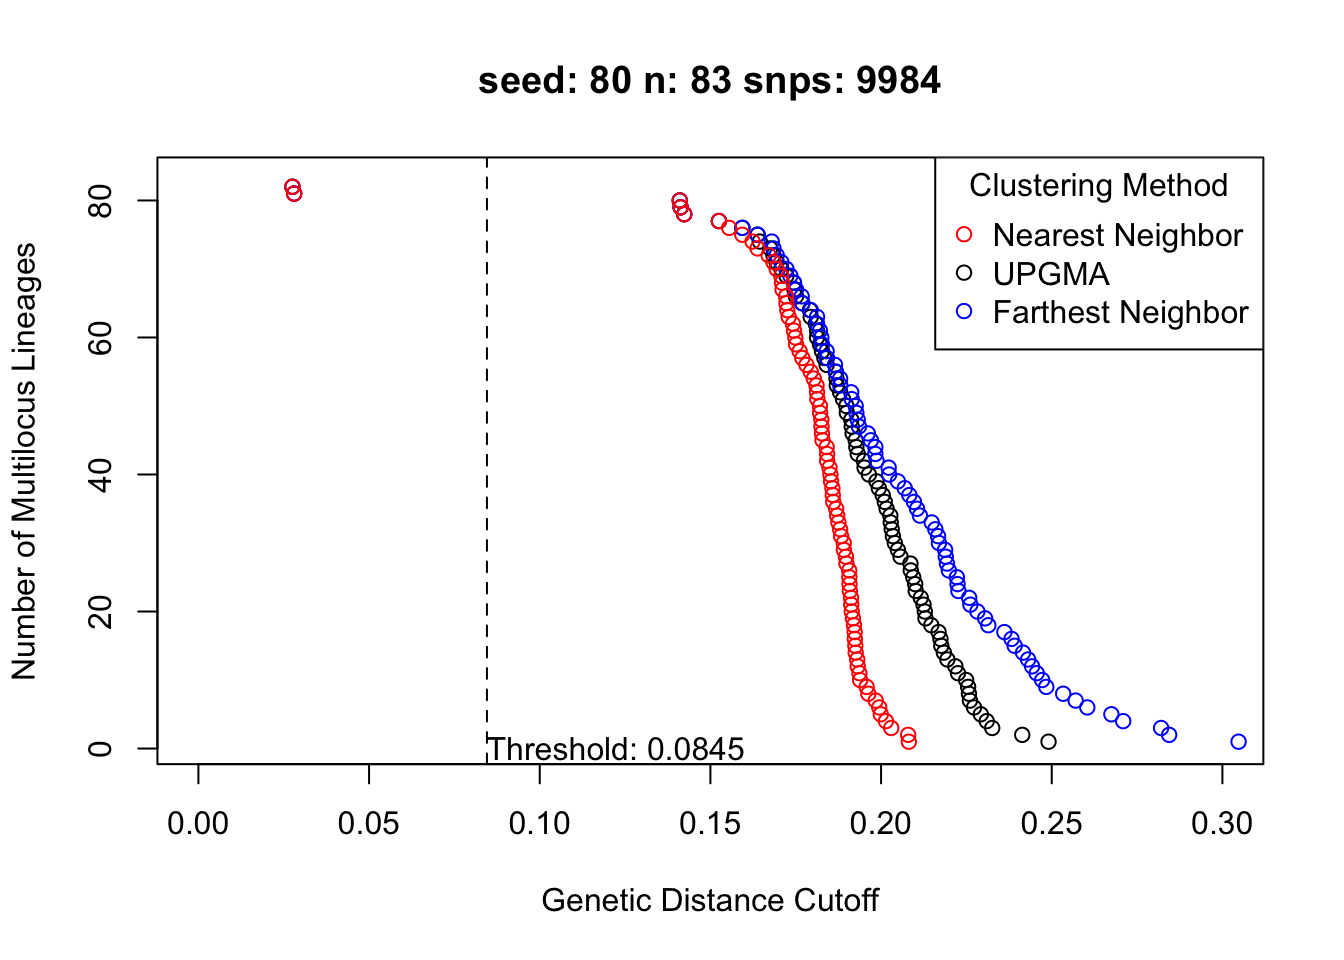 seed: 80 n: 83 snps: 9984
Clustering Method
Nearest Neighbor
UPGMA
Farthest Neighbor
Number of Multilocus Lineages
80
60
40
20
0
Threshold: 0.0845
0.00 0.05 0.10 0.15 0.20 0.25 0.30
Genetic Distance Cutoff